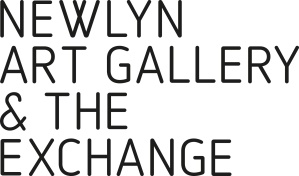 NEWLYN
ART GALLERY
& THE
EXCHANGE